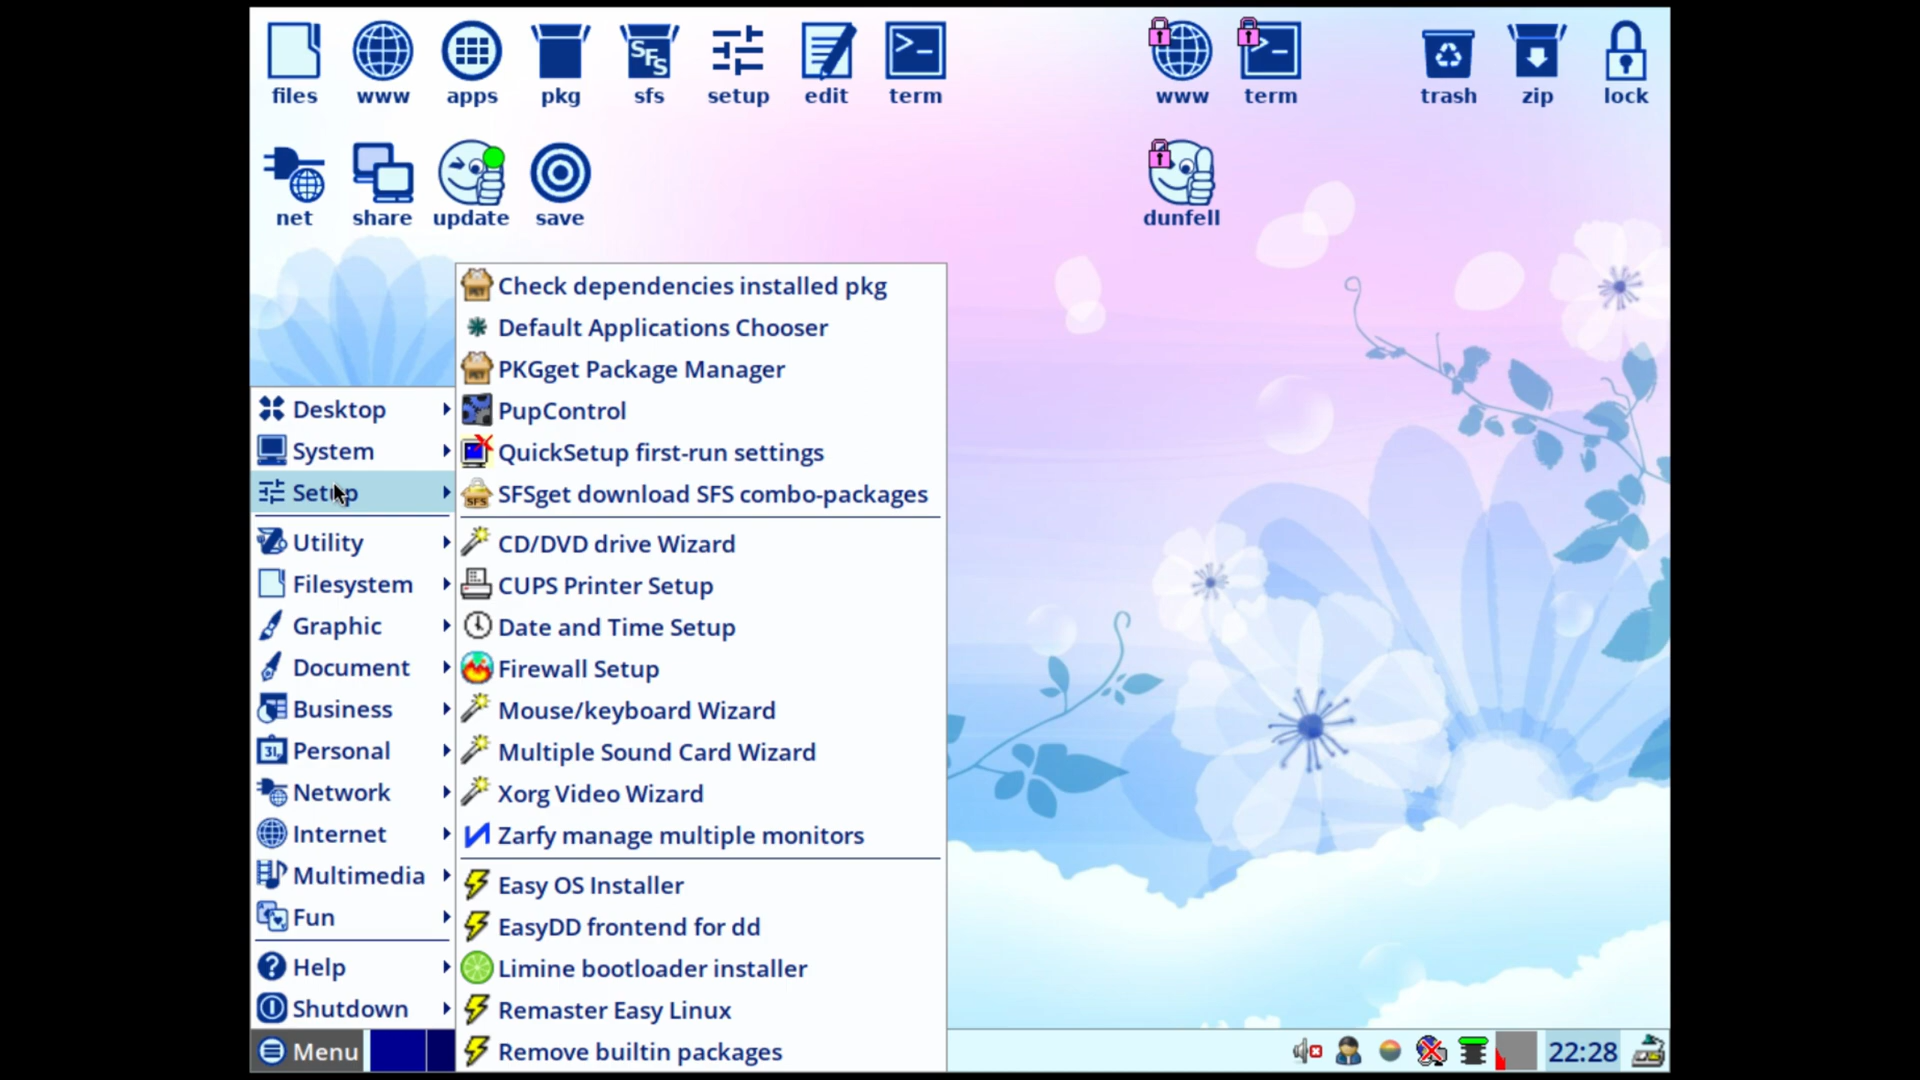 files www apps pkg sfs setup edit term www term trash zip lock
net share update save dunfell
Check dependencies installed pkg
Default Applications Chooser
PKGget Package Manager
PupControl
QuickSetup first-run settings
SFSget download SFS combo-packages
CD/DVD drive Wizard
CUPS Printer Setup
Date and Time Setup
Firewall Setup
Mouse/keyboard Wizard
Multiple Sound Card Wizard
Xorg Video Wizard
Zarfy manage multiple monitors
Easy OS Installer
EasyDD frontend for dd
Limine bootloader installer
Remaster Easy Linux
Remove builtin packages
Desktop
System
Setup
Utility
Filesystem
Graphic
Document
Business
Personal
Network
Internet
Multimedia
Fun
Help
Shutdown
Menu
22:28